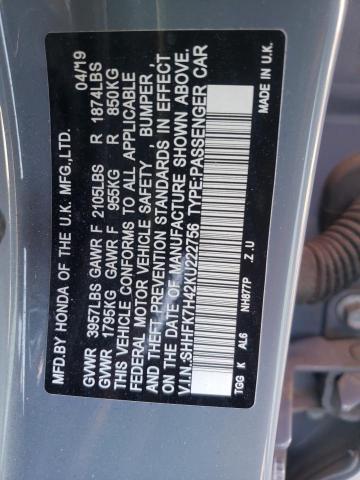 MFD.BY HONDA OF THE U.K. MFG.,LTD. 04/19
GVWR 3957LBS GAWR F 2105LBS R 1874LBS
GVWR 1795KG GAWR F 955KG R 850KG
THIS VEHICLE CONFORMS TO ALL APPLICABLE
FEDERAL MOTOR VEHICLE SAFETY, BUMPER,
AND THEFT PREVENTION STANDARDS IN EFFECT
ON THE DATE OF MANUFACTURE SHOWN ABOVE.
V.I.N.:SHHFK7H42KU222756 TYPE:PASSENGER CAR
TGG K AL6 NH877P Z.U MADE IN U.K.